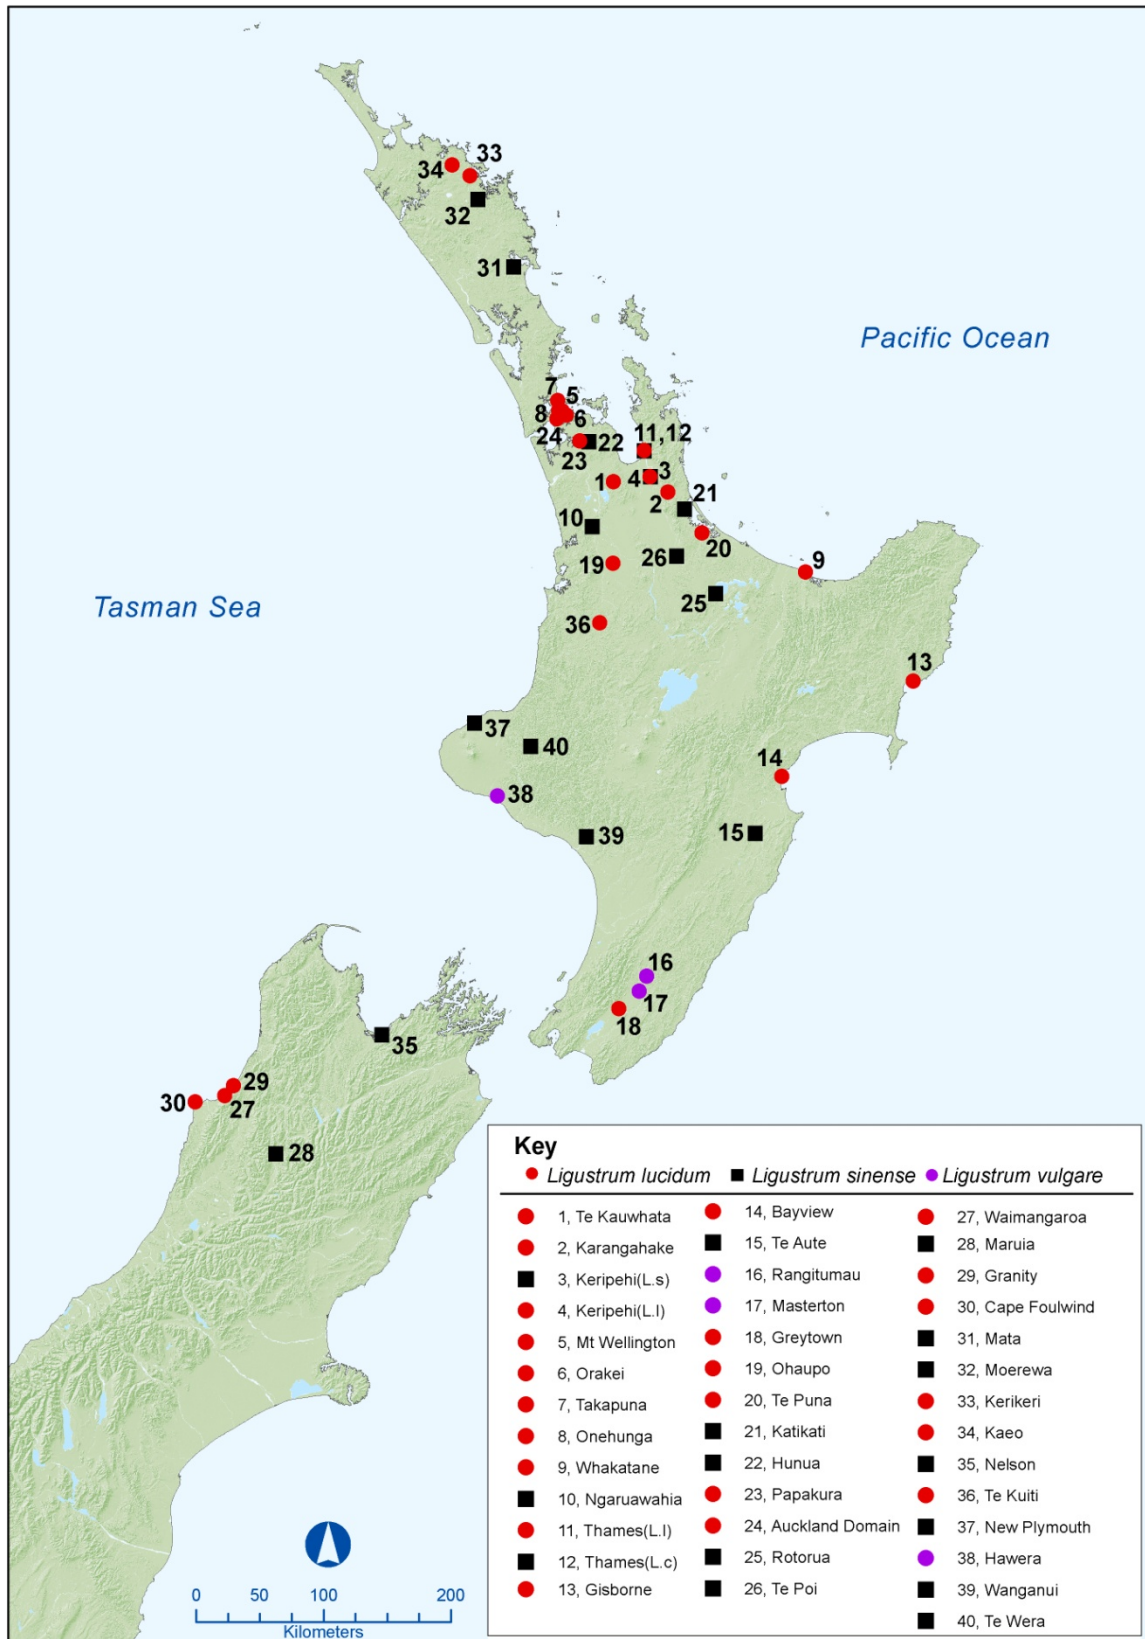 34
33
32
31
Pacific Ocean
7
5
8
6
24
22
23
11,12
4
3
1
2
21
10
20
26
19
9
25
Tasman Sea
36
13
37
40
14
38
39
15
16
17
18
35
29
30
27
28
Key
Ligustrum lucidum Ligustrum sinense Ligustrum vulgare
1, Te Kauwhata
2, Karangahake
3, Keripehi(L.s)
4, Keripehi(L.l)
5, Mt Wellington
6, Orakei
7, Takapuna
8, Onehunga
9, Whakatane
10, Ngaruawahia
11, Thames(L.l)
12, Thames(L.c)
13, Gisborne
14, Bayview
15, Te Aute
16, Rangitumau
17, Masterton
18, Greytown
19, Ohaupo
20, Te Puna
21, Katikati
22, Hunua
23, Papakura
24, Auckland Domain
25, Rotorua
26, Te Poi
27, Waimangaroa
28, Maruia
29, Granity
30, Cape Foulwind
31, Mata
32, Moerewa
33, Kerikeri
34, Kaeo
35, Nelson
36, Te Kuiti
37, New Plymouth
38, Hawera
39, Wanganui
40, Te Wera
0 50 100 200
Kilometers